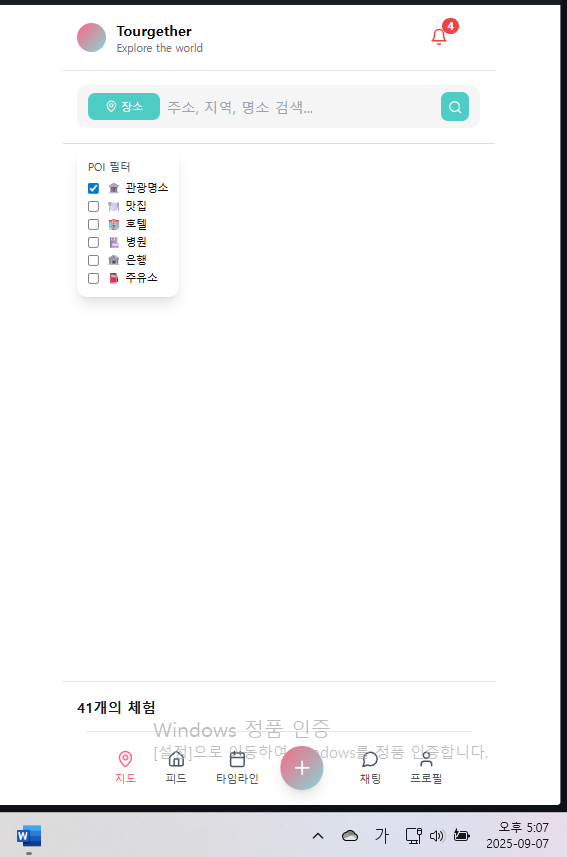 Tourgether
Explore the world
4
장소
주소, 지역, 명소 검색...
POI 필터
관광명소
맛집
호텔
병원
은행
주유소
41개의 체험
Windows 정품 인증
[설정]으로 이동하여 Windows를 정품 인증합니다.
지도
피드
타임라인
채팅
프로필
W
가
오후 5:07
2025-09-07